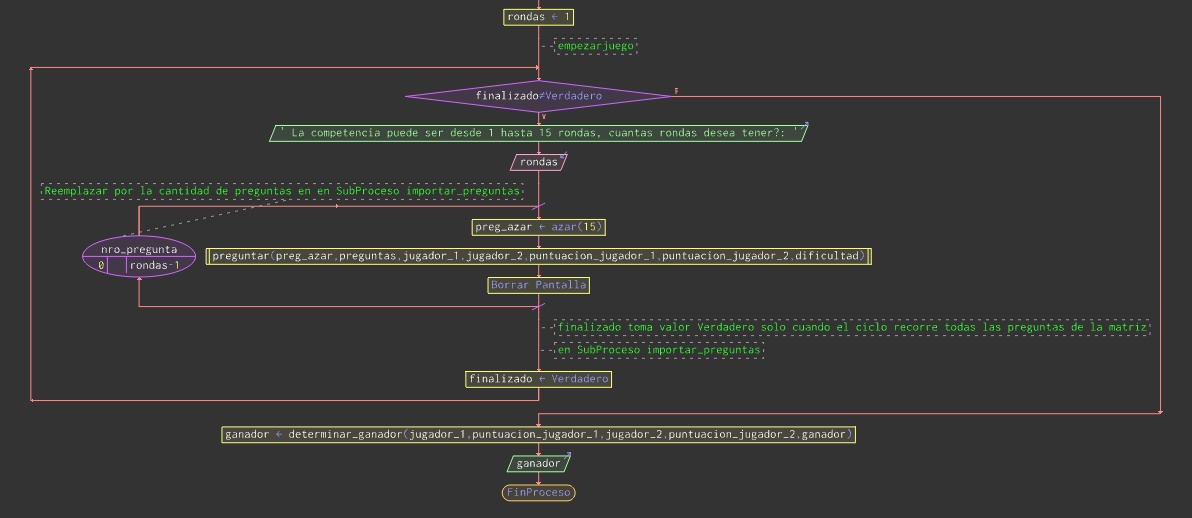 rondas ← 1
empezarjuego
finalizado≠Verdadero
F
V
' La competencia puede ser desde 1 hasta 15 rondas, cuantas rondas desea tener?: '
rondas
Reemplazar por la cantidad de preguntas en en SubProceso importar_preguntas
preg_azar ← azar(15)
nro_pregunta
0 rondas-1
preguntar(preg_azar,preguntas,jugador_1,jugador_2,puntuacion_jugador_1,puntuacion_jugador_2,dificultad)
Borrar Pantalla
finalizado toma valor Verdadero solo cuando el ciclo recorre todas las preguntas de la matriz
en SubProceso importar_preguntas
finalizado ← Verdadero
ganador ← determinar_ganador(jugador_1,puntuacion_jugador_1,jugador_2,puntuacion_jugador_2,ganador)
ganador
FinProceso